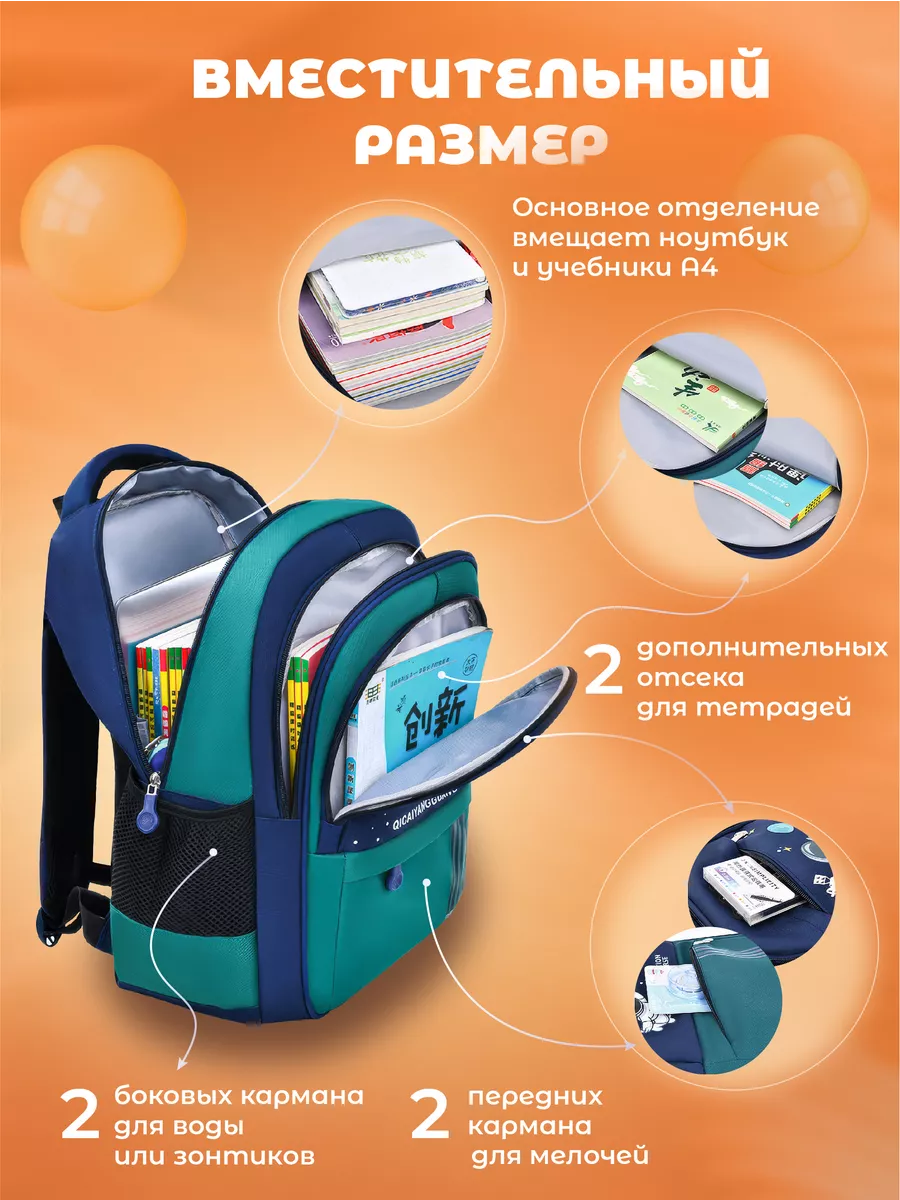 ВМЕСТИТЕЛЬНЫЙ
РАЗМЕР
Основное отделение
вмещает ноутбук
и учебники А4
2 дополнительных
отсека
для тетрадей
创新
QICAIYANGGUANG
2 боковых кармана
для воды
или зонтиков
2 передних
кармана
для мелочей